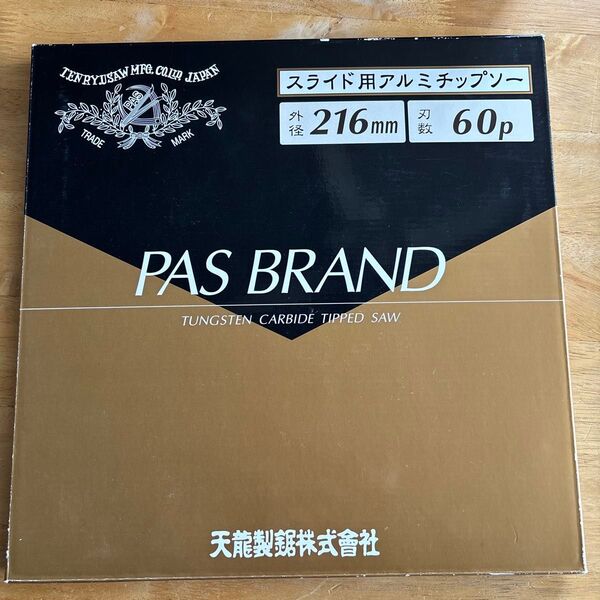 TENRYU SAW MFG. CO. LTD. JAPAN
PAS
TRADE MARK
スライド用アルミチップソー
外径 216mm 刃数 60p
PAS BRAND
TUNGSTEN CARBIDE TIPPED SAW
天龍製鋸株式會社